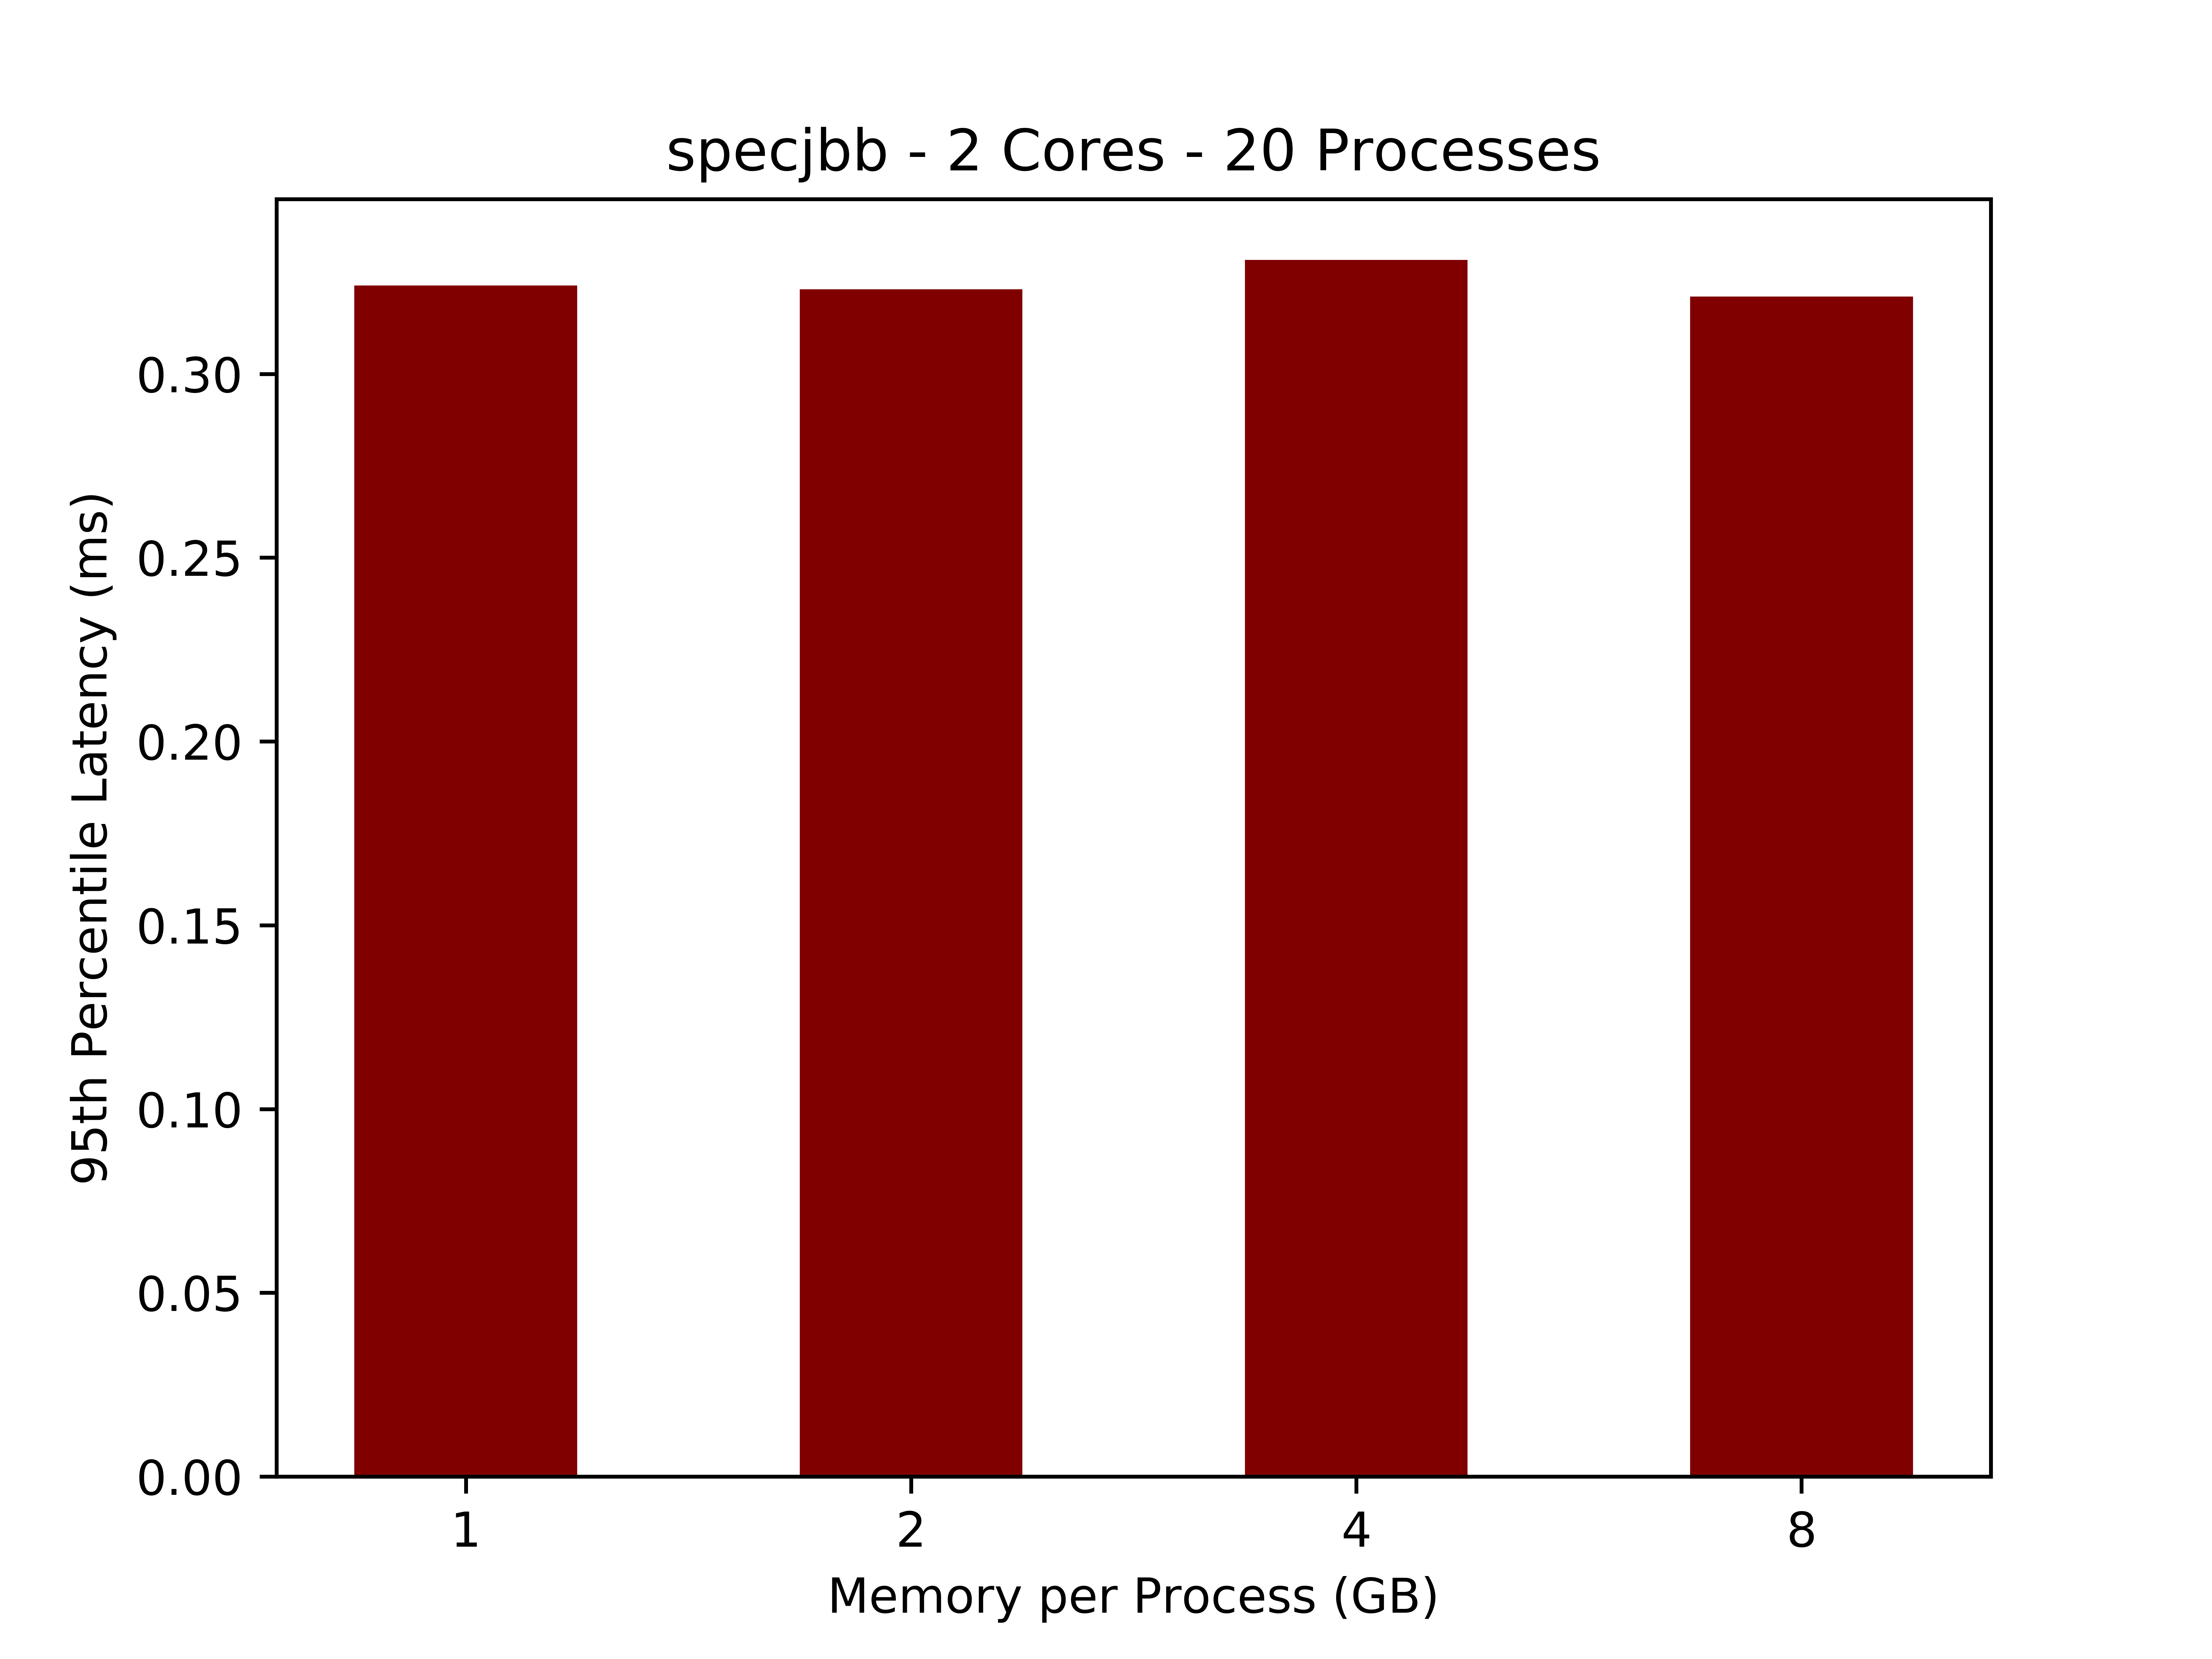 specjbb - 2 Cores - 20 Processes
95th Percentile Latency (ms)
0.30
0.25
0.20
0.15
0.10
0.05
0.00
1 2 4 8
Memory per Process (GB)